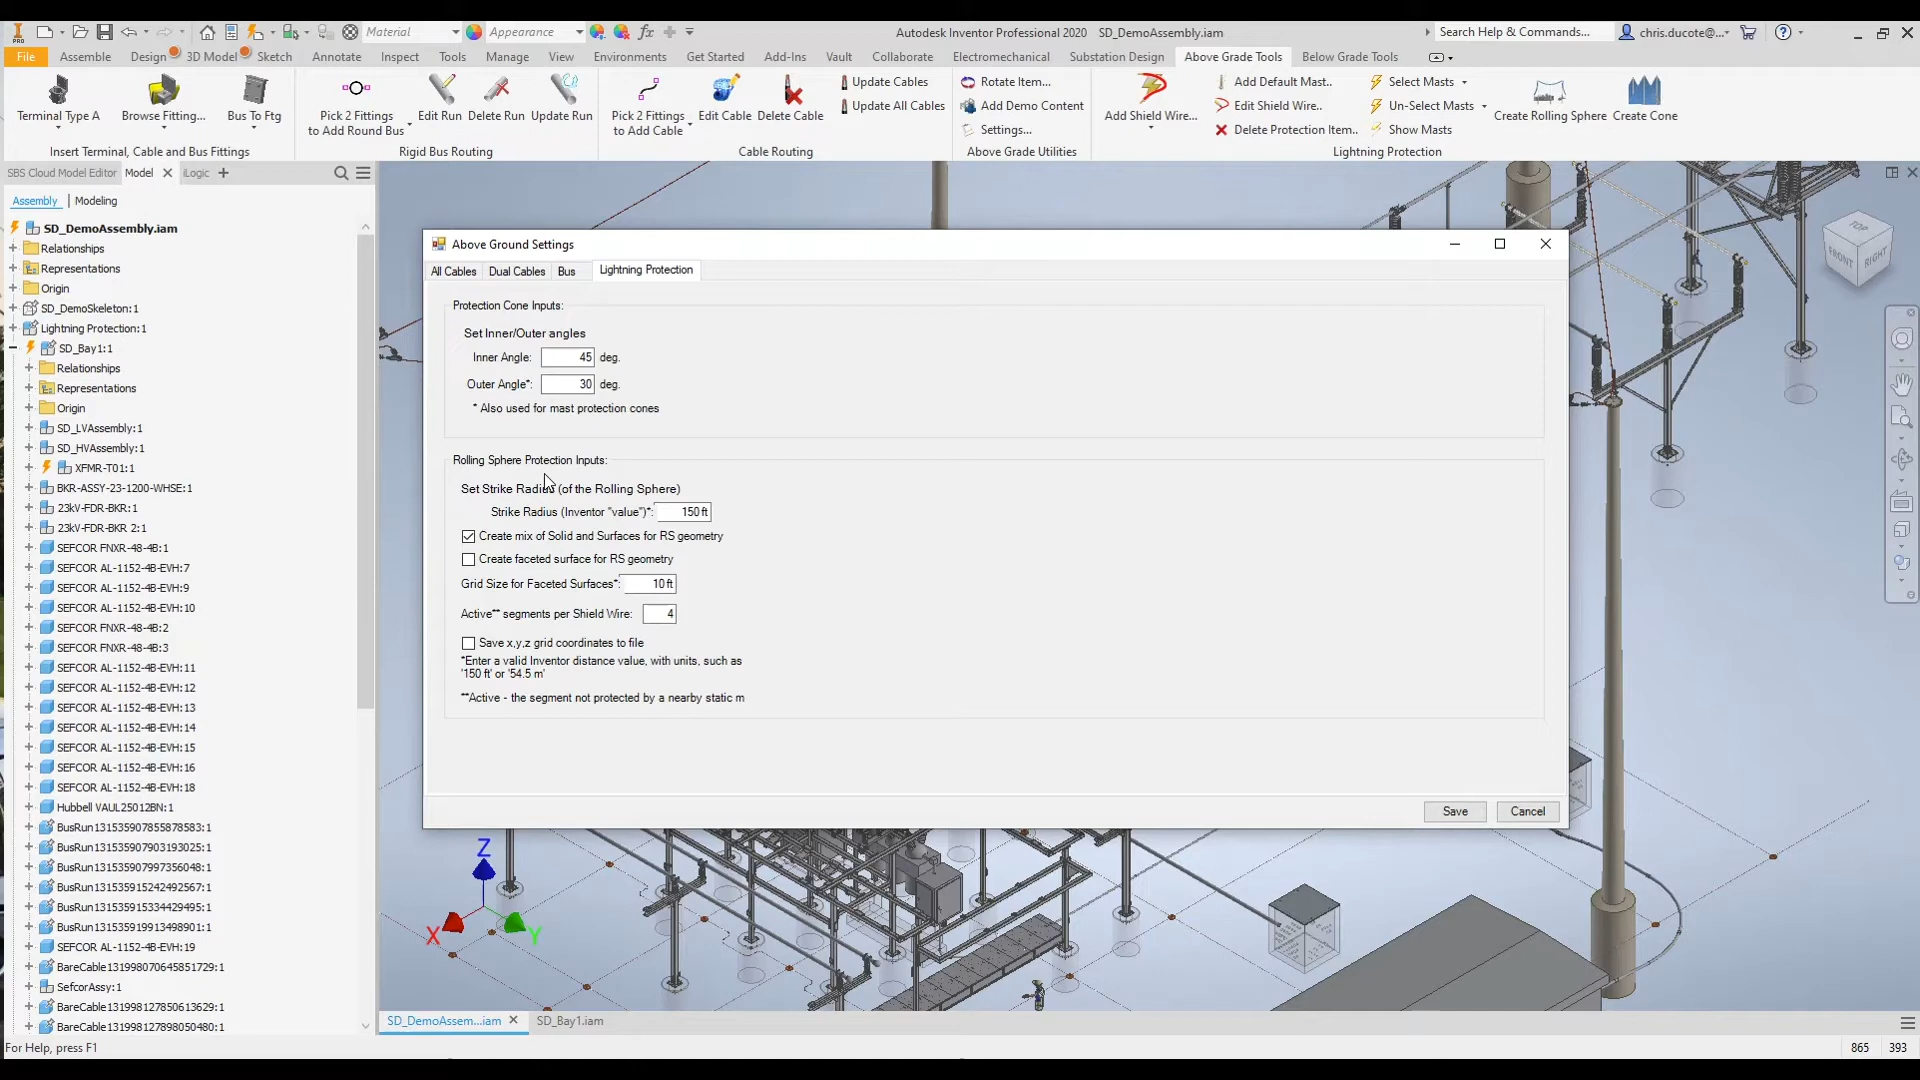 Material
Appearance
Autodesk Inventor Professional 2020 SD_DemoAssembly.iam
Search Help & Commands...
chris.ducote@...
File Assemble Design 3D Model Sketch Annotate Inspect Tools Manage View Environments Get Started Add-Ins Vault Collaborate Electromechanical Substation Design Above Grade Tools Below Grade Tools
Terminal Type A
Browse Fitting...
Bus To Ftg
Pick 2 Fittings
to Add Round Bus
Edit Run
Delete Run
Update Run
Pick 2 Fittings
to Add Cable
Edit Cable
Delete Cable
Update Cables
Update All Cables
Rotate Item...
Add Demo Content
Settings...
Add Shield Wire...
Add Default Mast..
Edit Shield Wire..
Delete Protection Item..
Select Masts
Un-Select Masts
Show Masts
Create Rolling Sphere
Create Cone
Insert Terminal, Cable and Bus Fittings
Rigid Bus Routing
Cable Routing
Above Grade Utilities
Lightning Protection
SBS Cloud Model Editor Model iLogic
Assembly | Modeling
SD_DemoAssembly.iam
Relationships
Representations
Origin
SD_DemoSkeleton:1
Lightning Protection:1
SD_Bay1:1
Relationships
Representations
Origin
SD_LVAssembly:1
SD_HVAssembly:1
XFMR-T01:1
BKR-ASSY-23-1200-WHSE:1
23kV-FDR-BKR:1
23kV-FDR-BKR 2:1
SEFCOR FNXR-48-4B:1
SEFCOR AL-1152-4B-EVH:7
SEFCOR AL-1152-4B-EVH:9
SEFCOR AL-1152-4B-EVH:10
SEFCOR FNXR-48-4B:2
SEFCOR FNXR-48-4B:3
SEFCOR AL-1152-4B-EVH:11
SEFCOR AL-1152-4B-EVH:12
SEFCOR AL-1152-4B-EVH:13
SEFCOR AL-1152-4B-EVH:14
SEFCOR AL-1152-4B-EVH:15
SEFCOR AL-1152-4B-EVH:16
SEFCOR AL-1152-4B-EVH:18
Hubbell VAUL25012BN:1
BusRun131535907855878583:1
BusRun131535907903193025:1
BusRun131535907997356048:1
BusRun131535915242492567:1
BusRun131535915334429495:1
BusRun131535919913498901:1
SEFCOR AL-1152-4B-EVH:19
BareCable131998070645851729:1
SefcorAssy:1
BareCable131998127850613629:1
BareCable131998127898050480:1
Above Ground Settings
All Cables Dual Cables Bus Lightning Protection
Protection Cone Inputs:
Set Inner/Outer angles
Inner Angle: 45 deg.
Outer Angle*: 30 deg.
* Also used for mast protection cones
Rolling Sphere Protection Inputs:
Set Strike Radius (of the Rolling Sphere)
Strike Radius (Inventor "value")*: 150 ft
Create mix of Solid and Surfaces for RS geometry
Create faceted surface for RS geometry
Grid Size for Faceted Surfaces*: 10 ft
Active** segments per Shield Wire: 4
Save x,y,z grid coordinates to file
*Enter a valid Inventor distance value, with units, such as
'150 ft' or '54.5 m'
**Active - the segment not protected by a nearby static m
Save
Cancel
TOP
FRONT
RIGHT
Z
X
Y
SD_DemoAssem...iam SD_Bay1.iam
For Help, press F1
865 393